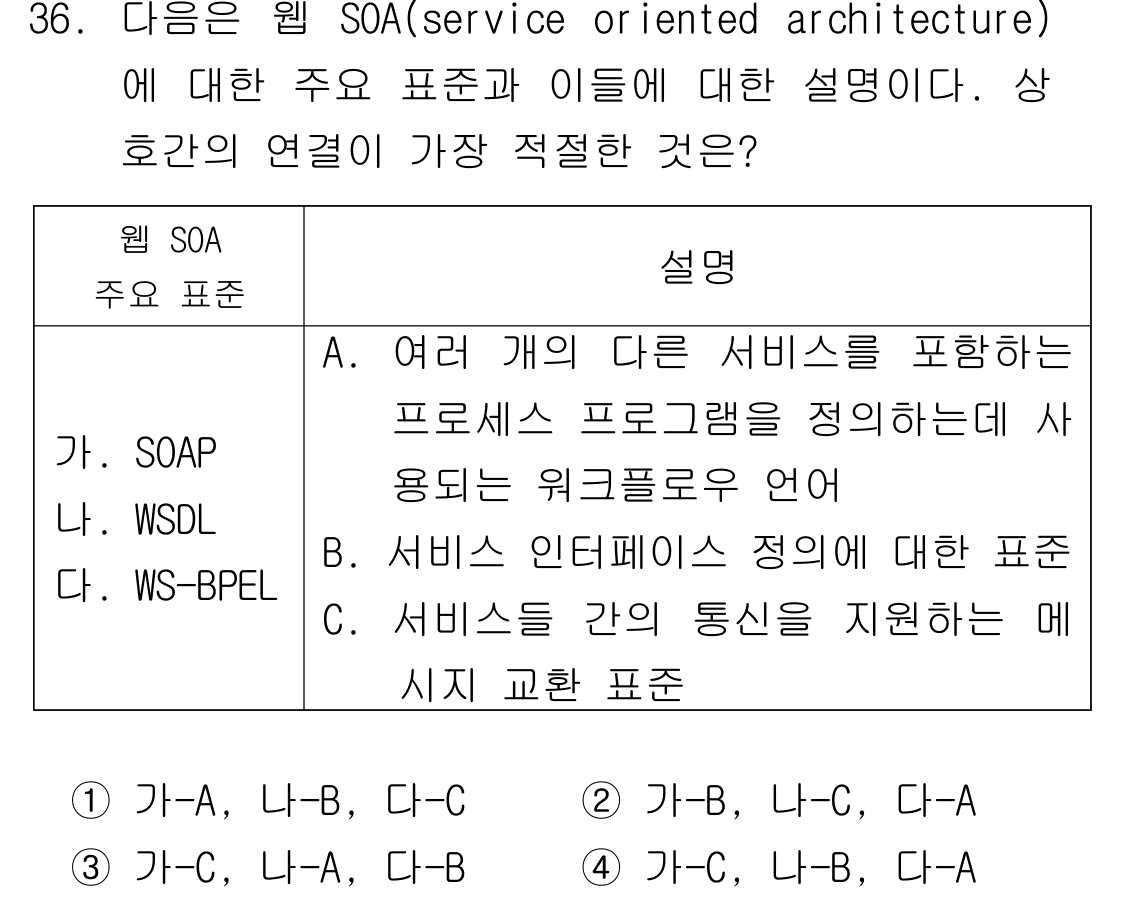 36. 다음은 웹 SOA(service oriented architecture)
에 대한 주요 표준과 이들에 대한 설명이다. 상
호간의 연결이 가장 적절한 것은?
웹 SOA
주요 표준
설명
가. SOAP
나. WSDL
다. WS-BPEL
A. 여러 개의 다른 서비스를 포함하는
프로세스 프로그램을 정의하는데 사
용되는 워크플로우 언어
B. 서비스 인터페이스 정의에 대한 표준
C. 서비스들 간의 통신을 지원하는 메
시지 교환 표준
① 가-A, 나-B, 다-C ② 가-B, 나-C, 다-A
③ 가-C, 나-A, 다-B ④ 가-C, 나-B, 다-A